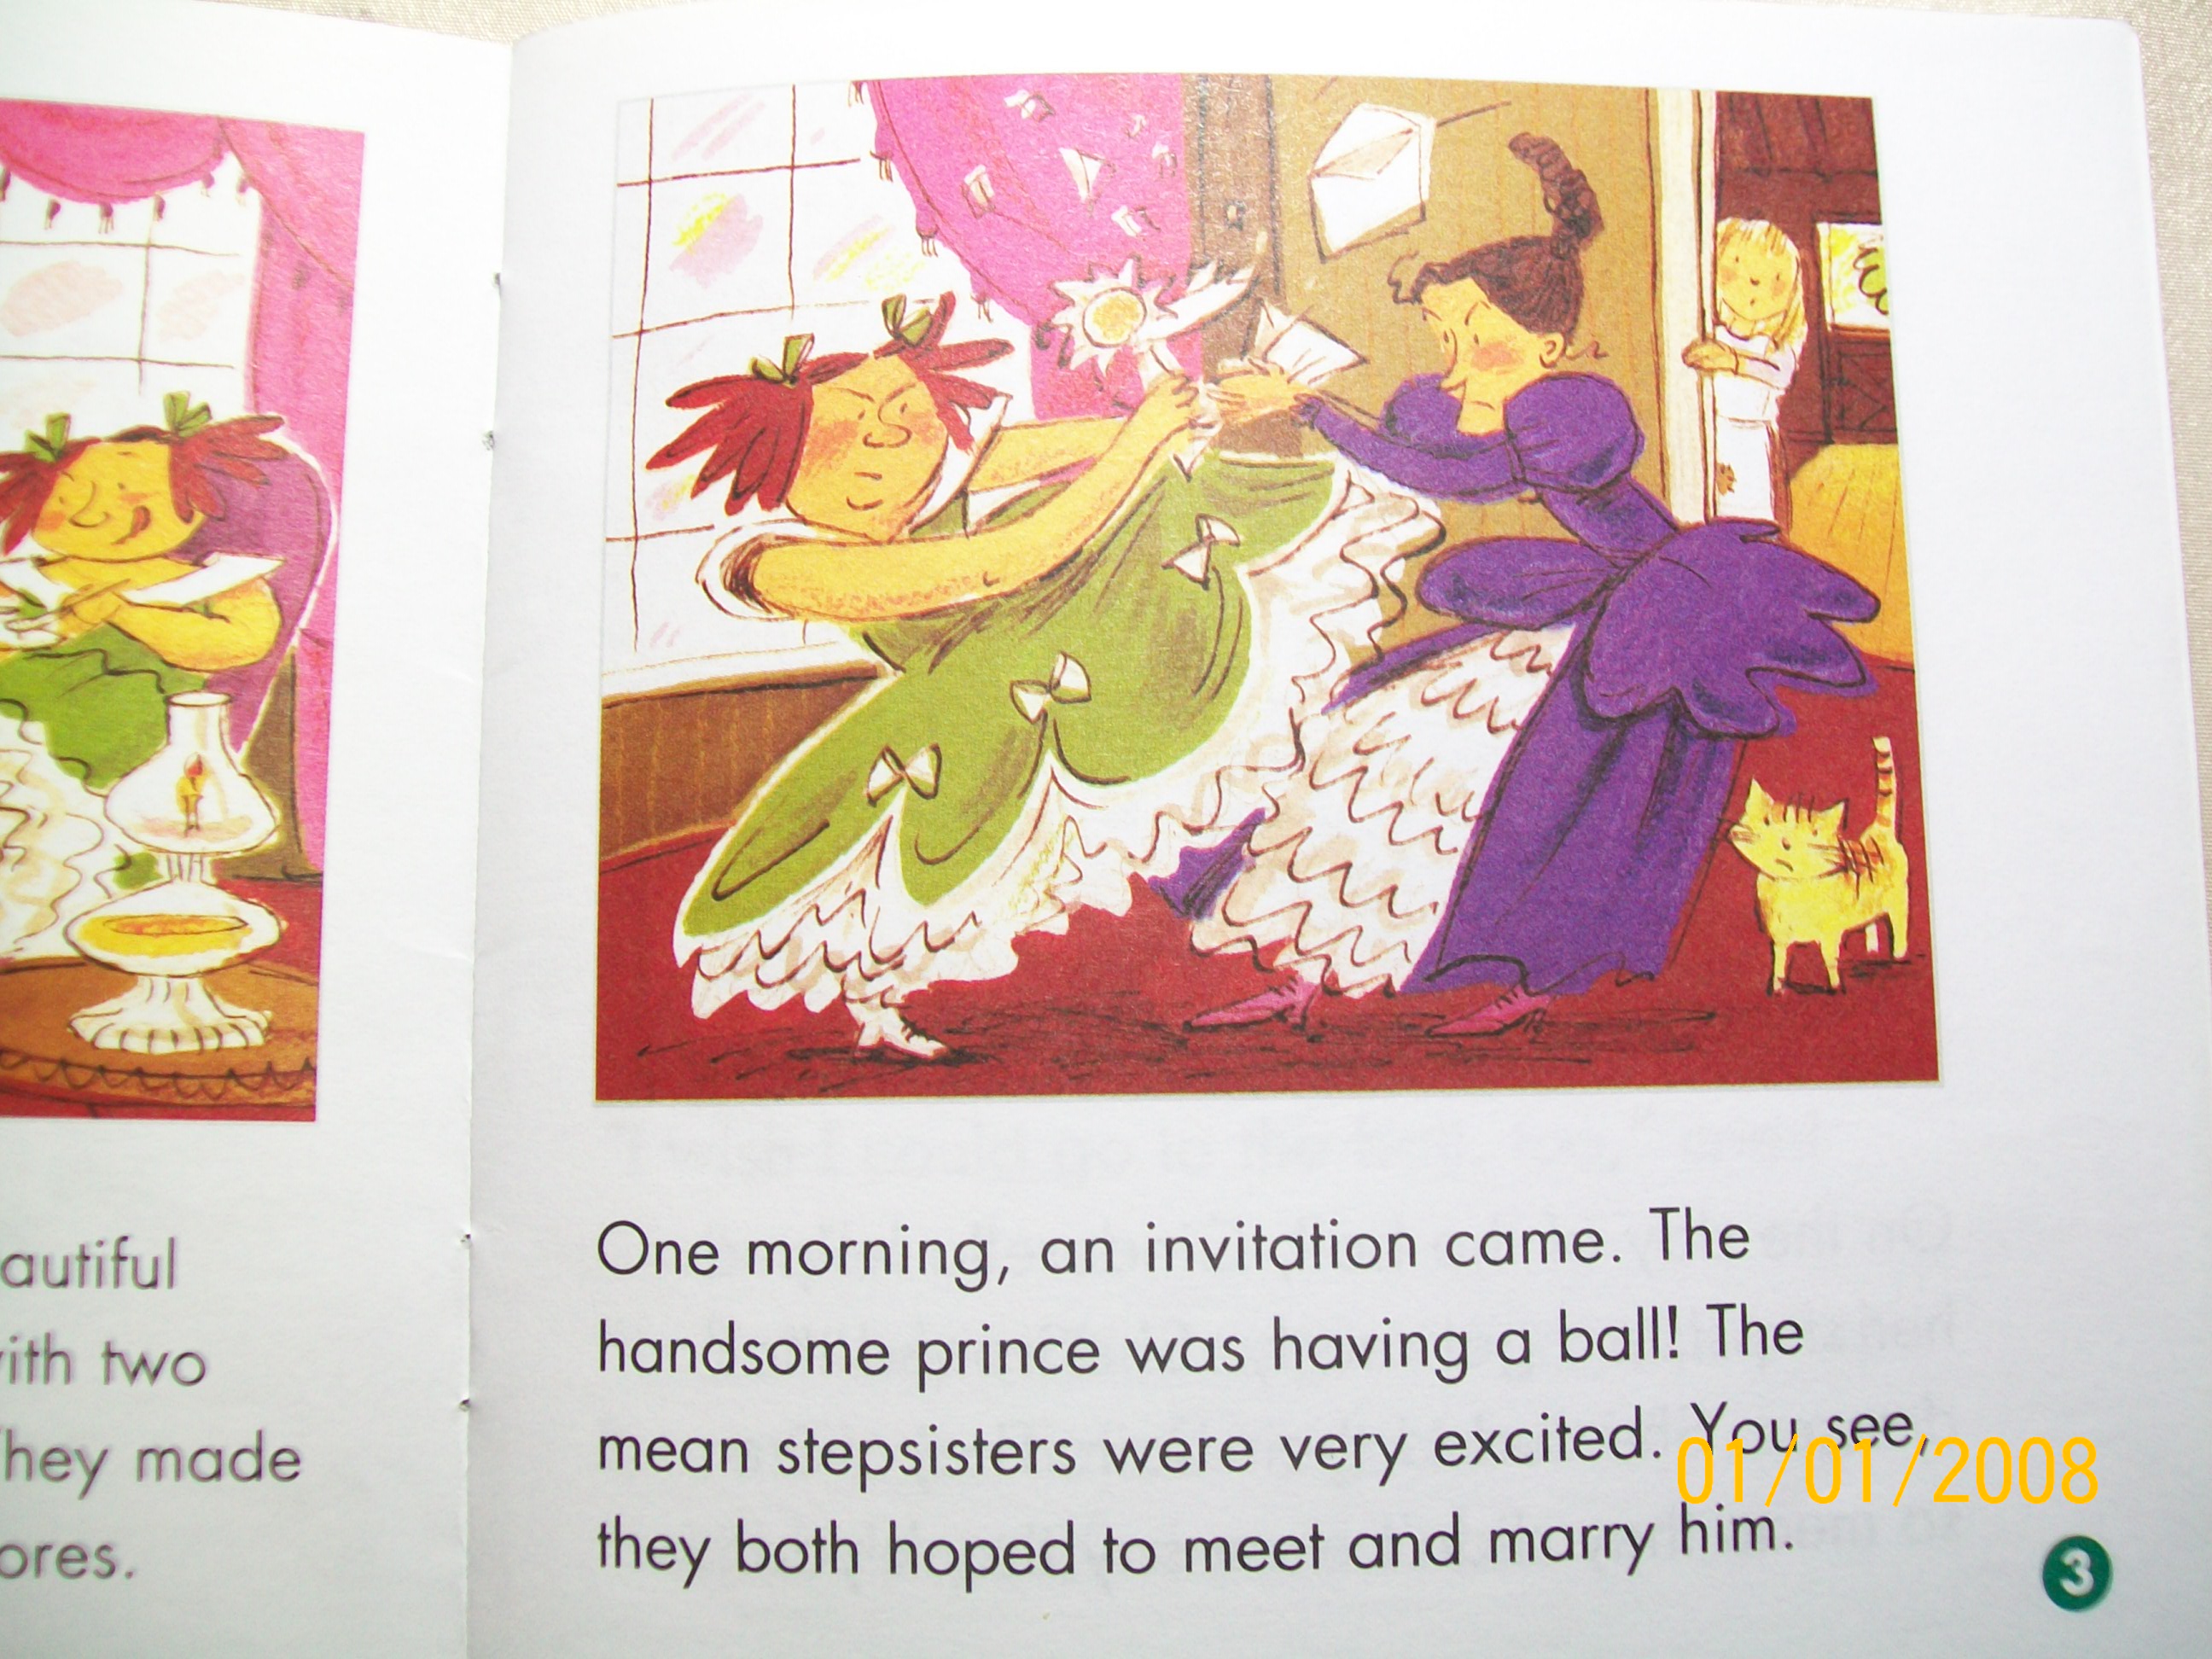 autiful
ith two
hey made
ores.
One morning, an invitation came. The
handsome prince was having a ball! The
mean stepsisters were very excited. You see,
they both hoped to meet and marry him.
01/01/2008
3